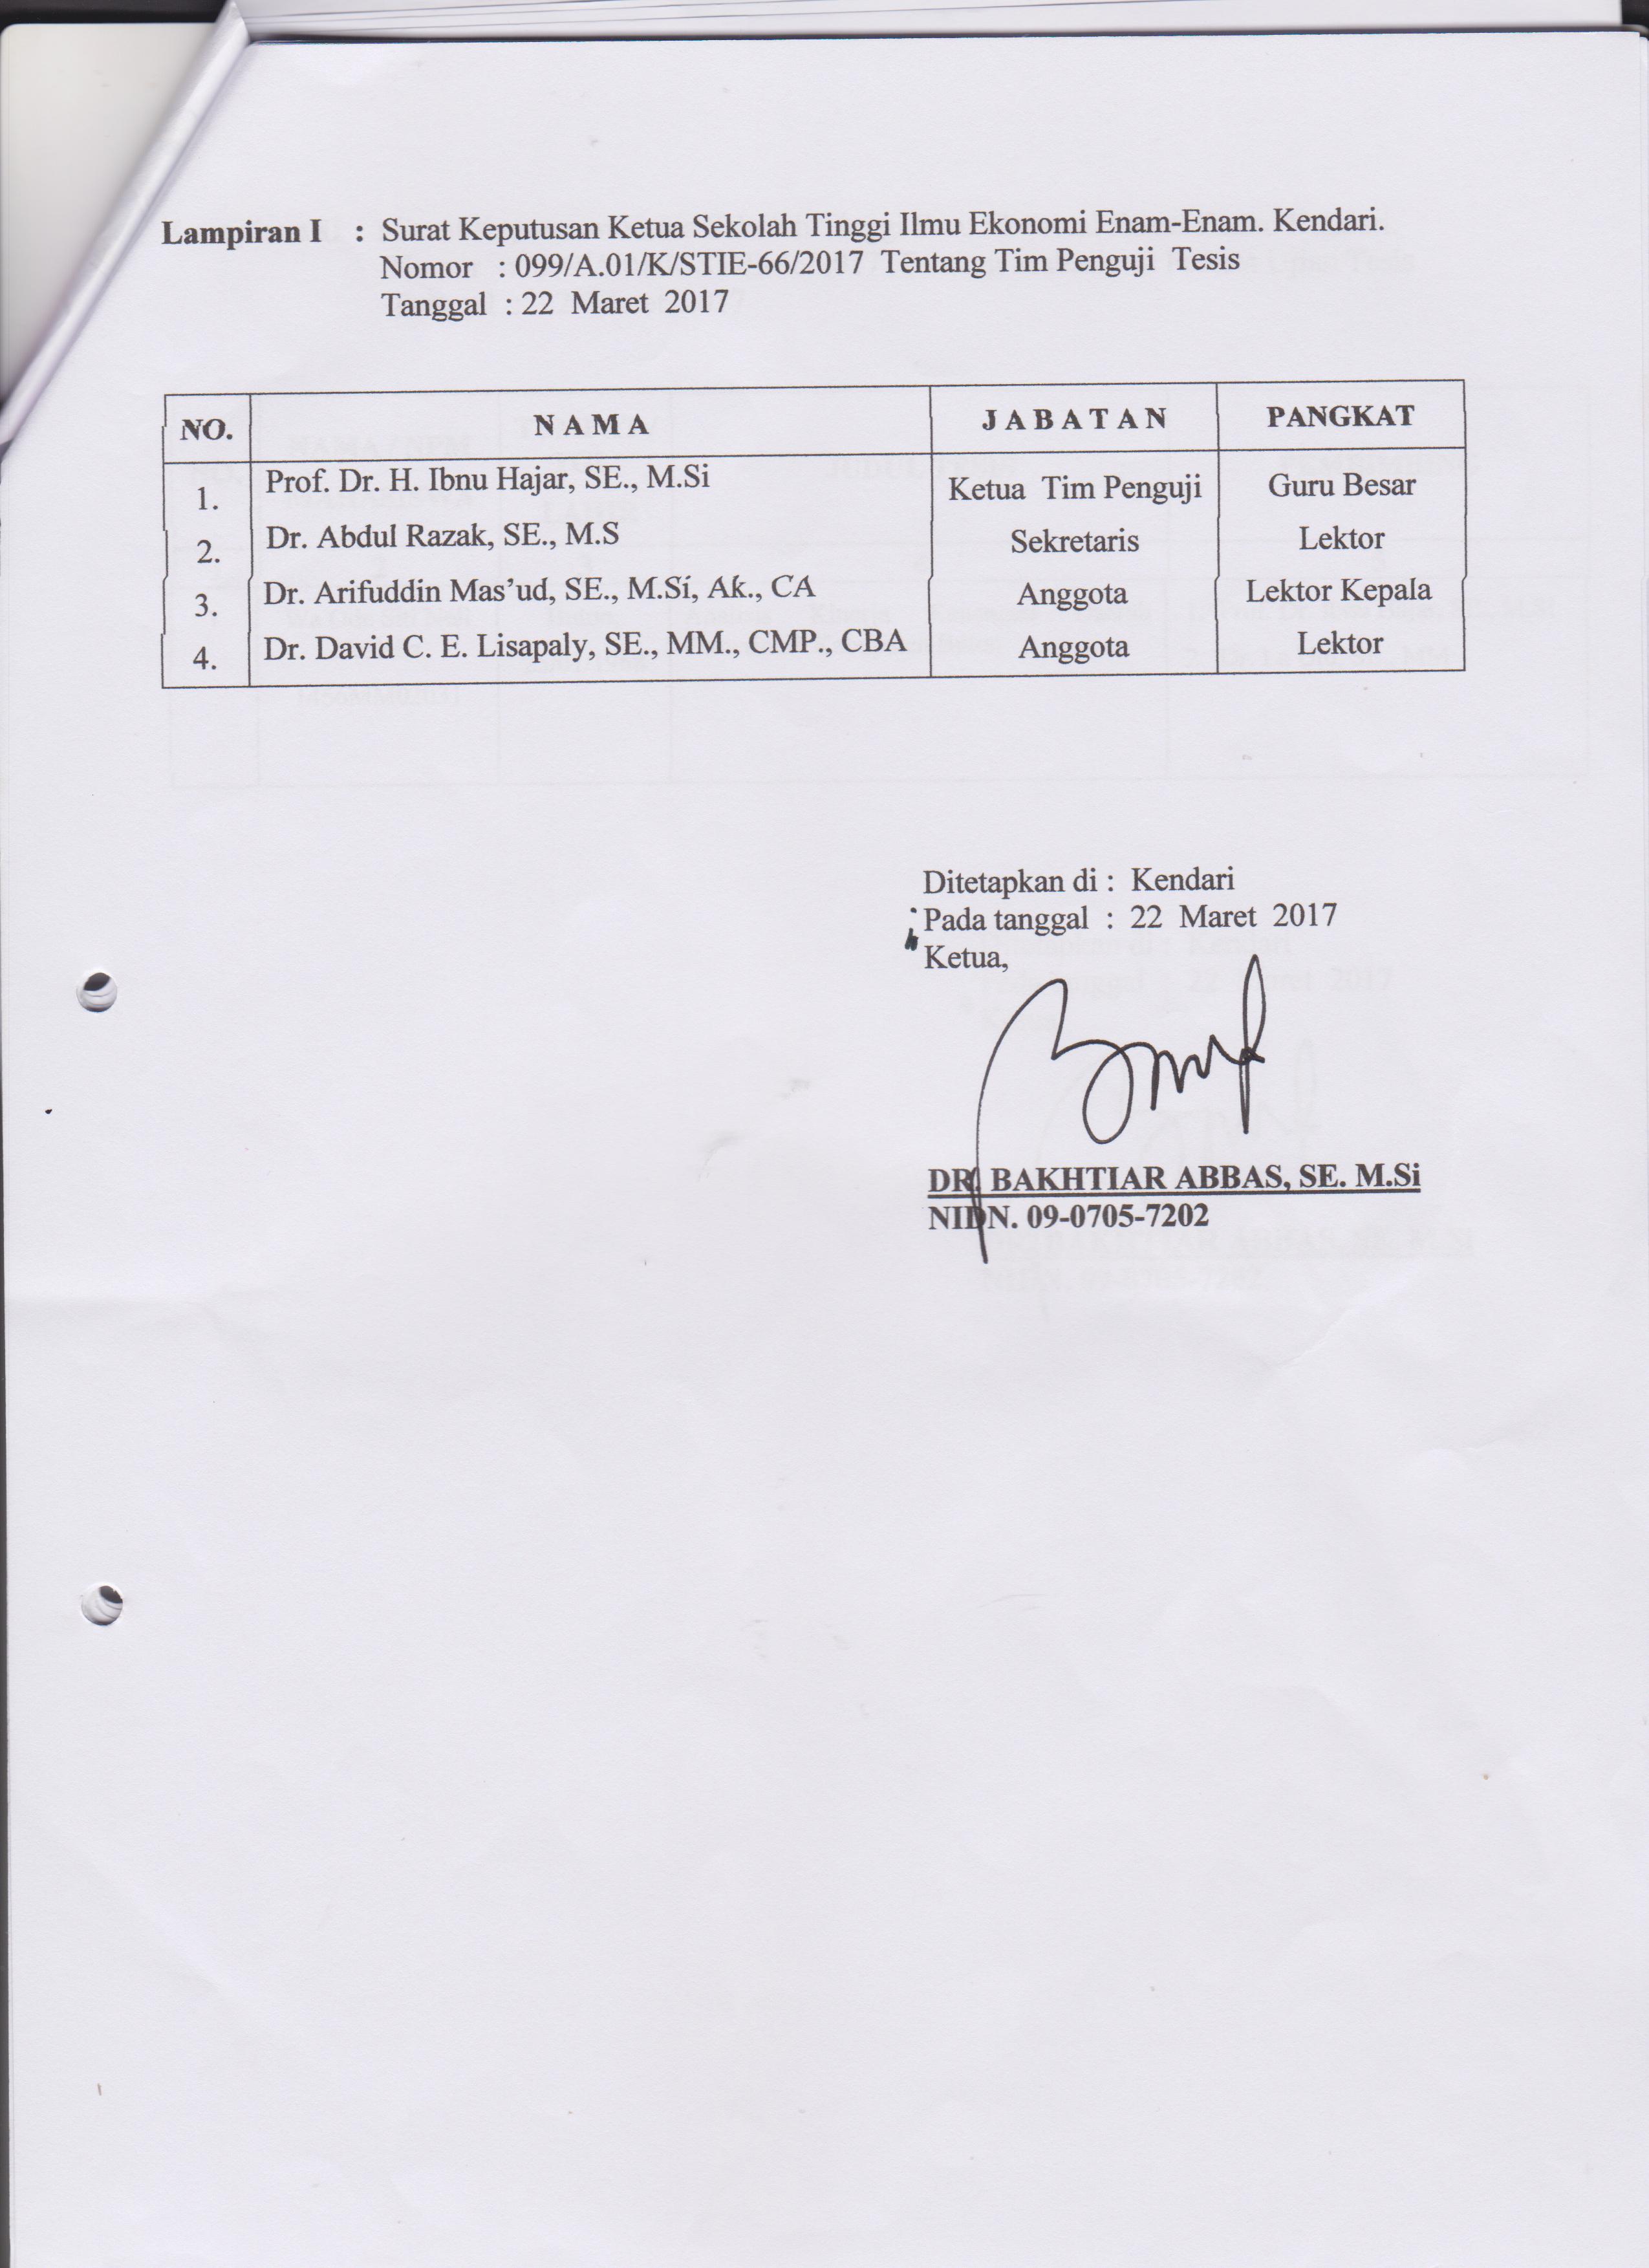 Lampiran I : Surat Keputusan Ketua Sekolah Tinggi Ilmu Ekonomi Enam-Enam. Kendari.
Nomor : 099/A.01/K/STIE-66/2017 Tentang Tim Penguji Tesis
Tanggal : 22 Maret 2017
NO. N A M A J A B A T A N PANGKAT
1. Prof. Dr. H. Ibnu Hajar, SE., M.Si Ketua Tim Penguji Guru Besar
2. Dr. Abdul Razak, SE., M.S Sekretaris Lektor
3. Dr. Arifuddin Mas’ud, SE., M.Si, Ak., CA Anggota Lektor Kepala
4. Dr. David C. E. Lisapaly, SE., MM., CMP., CBA Anggota Lektor
Ditetapkan di : Kendari
Pada tanggal : 22 Maret 2017
Ketua,
DR. BAKHTIAR ABBAS, SE. M.Si
NIDN. 09-0705-7202